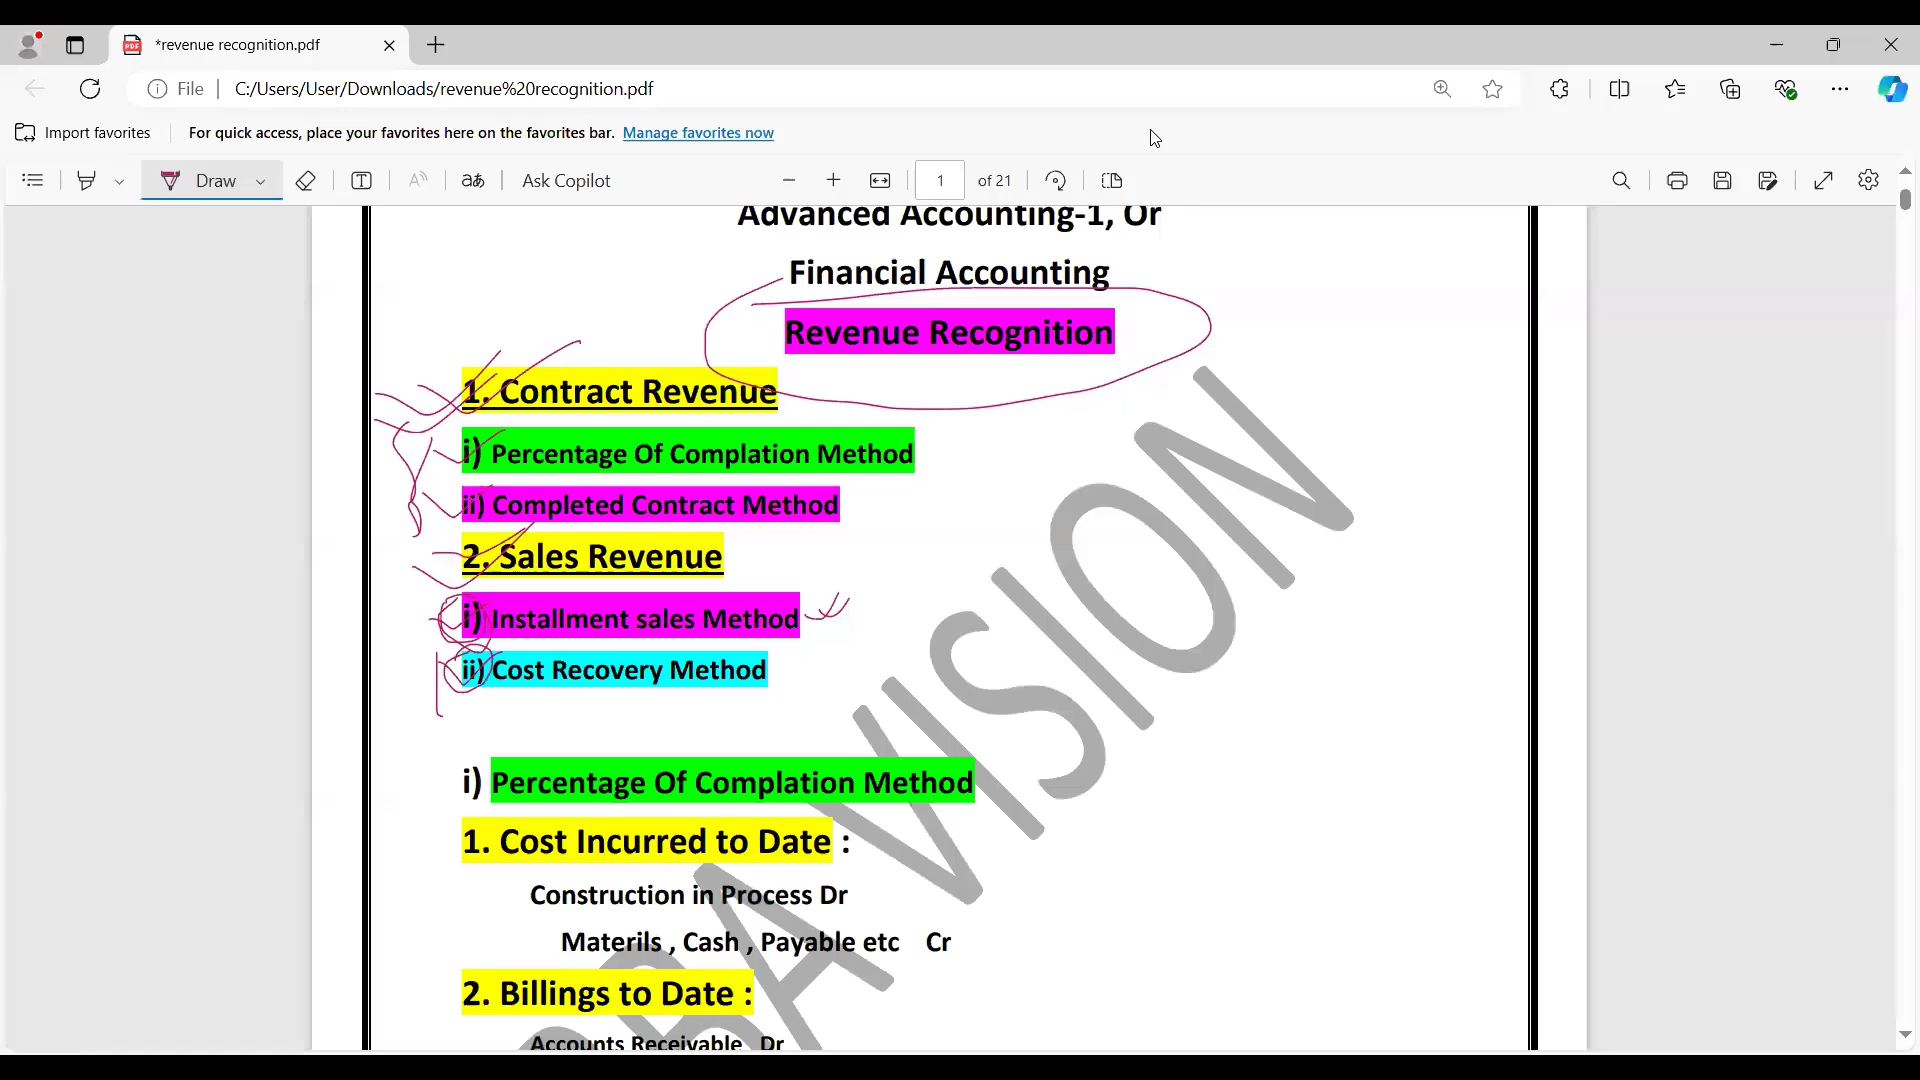 *revenue recognition.pdf
File C:/Users/User/Downloads/revenue%20recognition.pdf
Import favorites For quick access, place your favorites here on the favorites bar. Manage favorites now
Draw Ask Copilot 1 of 21
Advanced Accounting-1, Or
Financial Accounting
Revenue Recognition
1. Contract Revenue
i) Percentage Of Complation Method
ii) Completed Contract Method
2. Sales Revenue
i) Installment sales Method
ii) Cost Recovery Method
i) Percentage Of Complation Method
1. Cost Incurred to Date :
Construction in Process Dr
Materils , Cash , Payable etc Cr
2. Billings to Date :
Accounts Receivable Dr
VISION